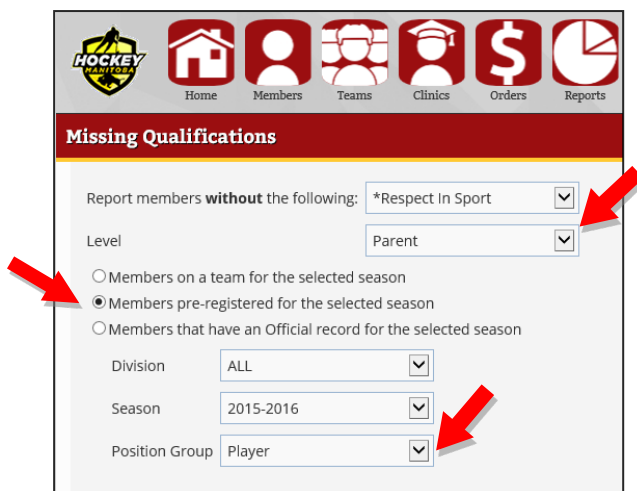 HOCKEY
MANITOBA
Home Members Teams Clinics Orders Reports
Missing Qualifications
Report members without the following: *Respect In Sport
Level Parent
Members on a team for the selected season
Members pre-registered for the selected season
Members that have an Official record for the selected season
Division ALL
Season 2015-2016
Position Group Player